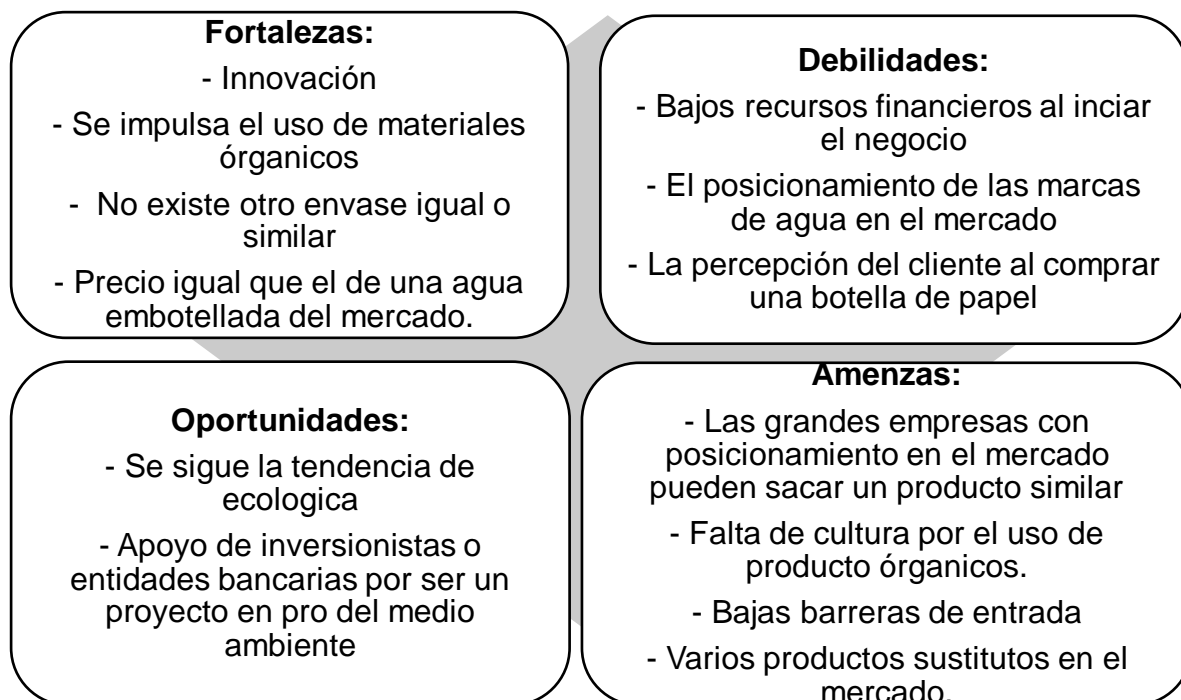 Fortalezas:
- Innovación
- Se impulsa el uso de materiales
órganicos
- No existe otro envase igual o
similar
- Precio igual que el de una agua
embotellada del mercado.
Debilidades:
- Bajos recursos financieros al inciar
el negocio
- El posicionamiento de las marcas
de agua en el mercado
- La percepción del cliente al comprar
una botella de papel
Oportunidades:
- Se sigue la tendencia de
ecologica
- Apoyo de inversionistas o
entidades bancarias por ser un
proyecto en pro del medio
ambiente
Amenzas:
- Las grandes empresas con
posicionamiento en el mercado
pueden sacar un producto similar
- Falta de cultura por el uso de
producto órganicos.
- Bajas barreras de entrada
- Varios productos sustitutos en el
mercado.